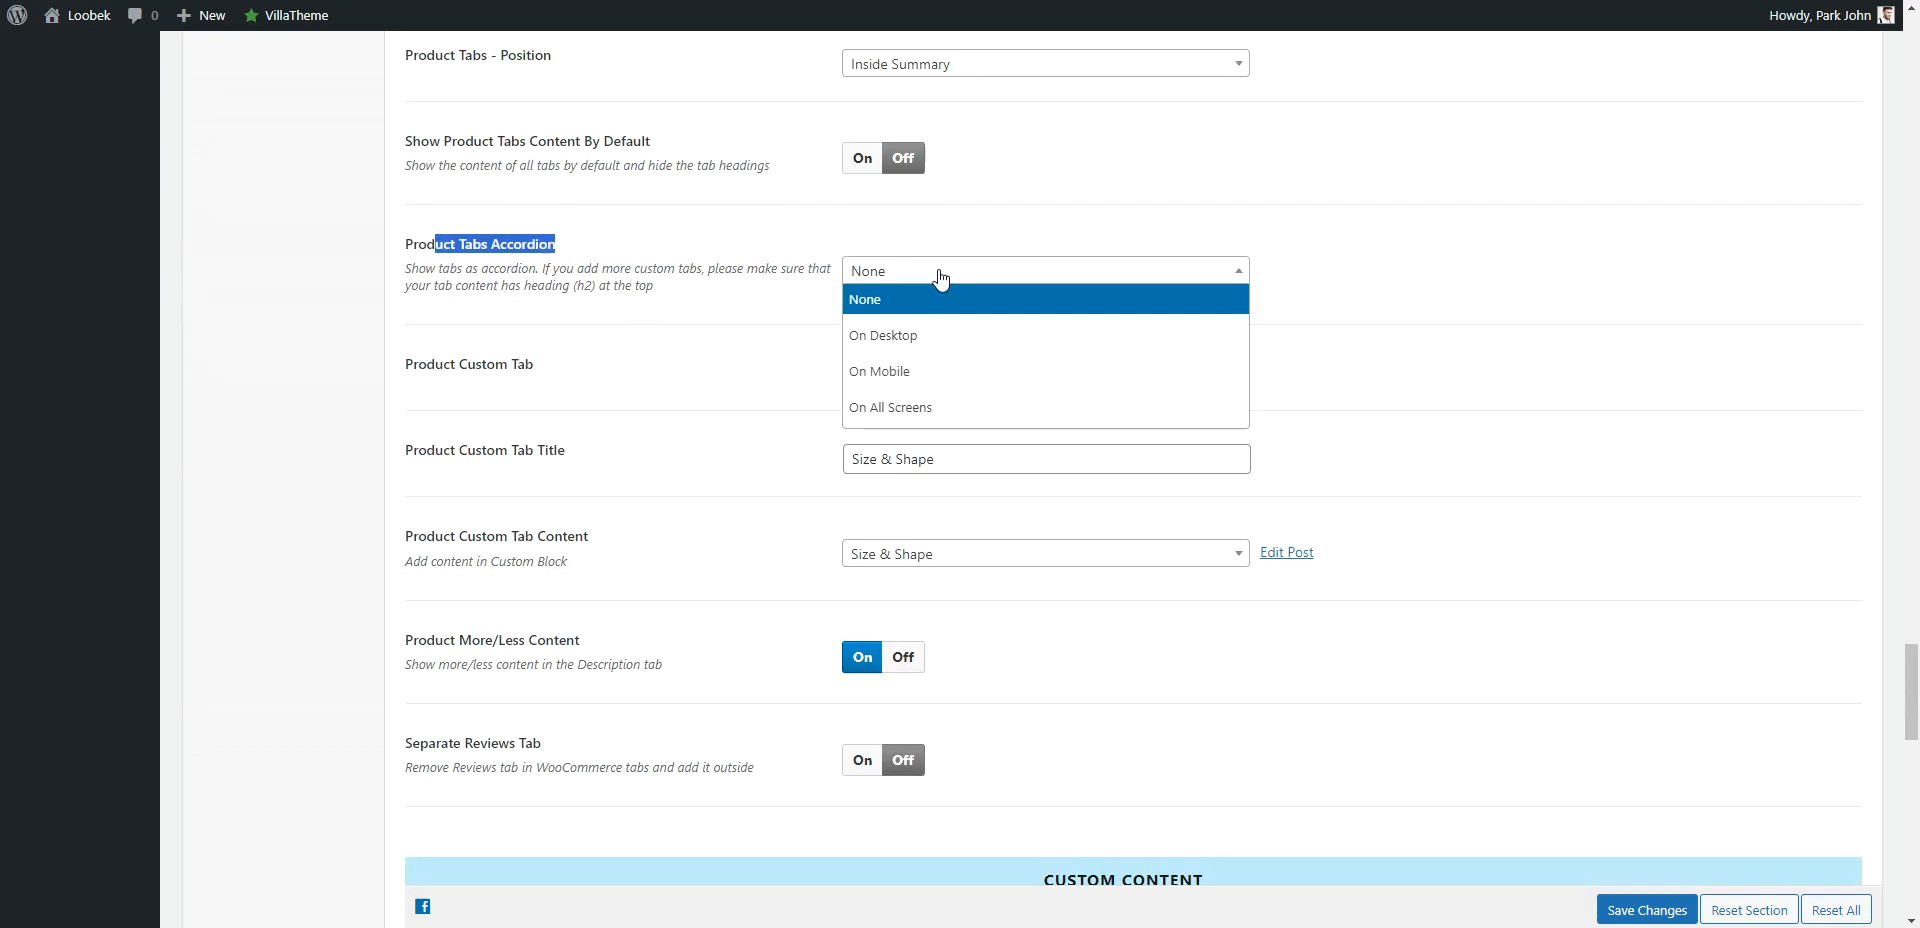 Loobek 0 New VillaTheme Howdy, Park John
Product Tabs - Position
Inside Summary
Show Product Tabs Content By Default
Show the content of all tabs by default and hide the tab headings
On Off
Product Tabs Accordion
Show tabs as accordion. If you add more custom tabs, please make sure that
your tab content has heading (h2) at the top
None
None
On Desktop
On Mobile
On All Screens
Product Custom Tab
Product Custom Tab Title
Size & Shape
Product Custom Tab Content
Add content in Custom Block
Size & Shape Edit Post
Product More/Less Content
Show more/less content in the Description tab
On Off
Separate Reviews Tab
Remove Reviews tab in WooCommerce tabs and add it outside
On Off
CUSTOM CONTENT
Save Changes Reset Section Reset All